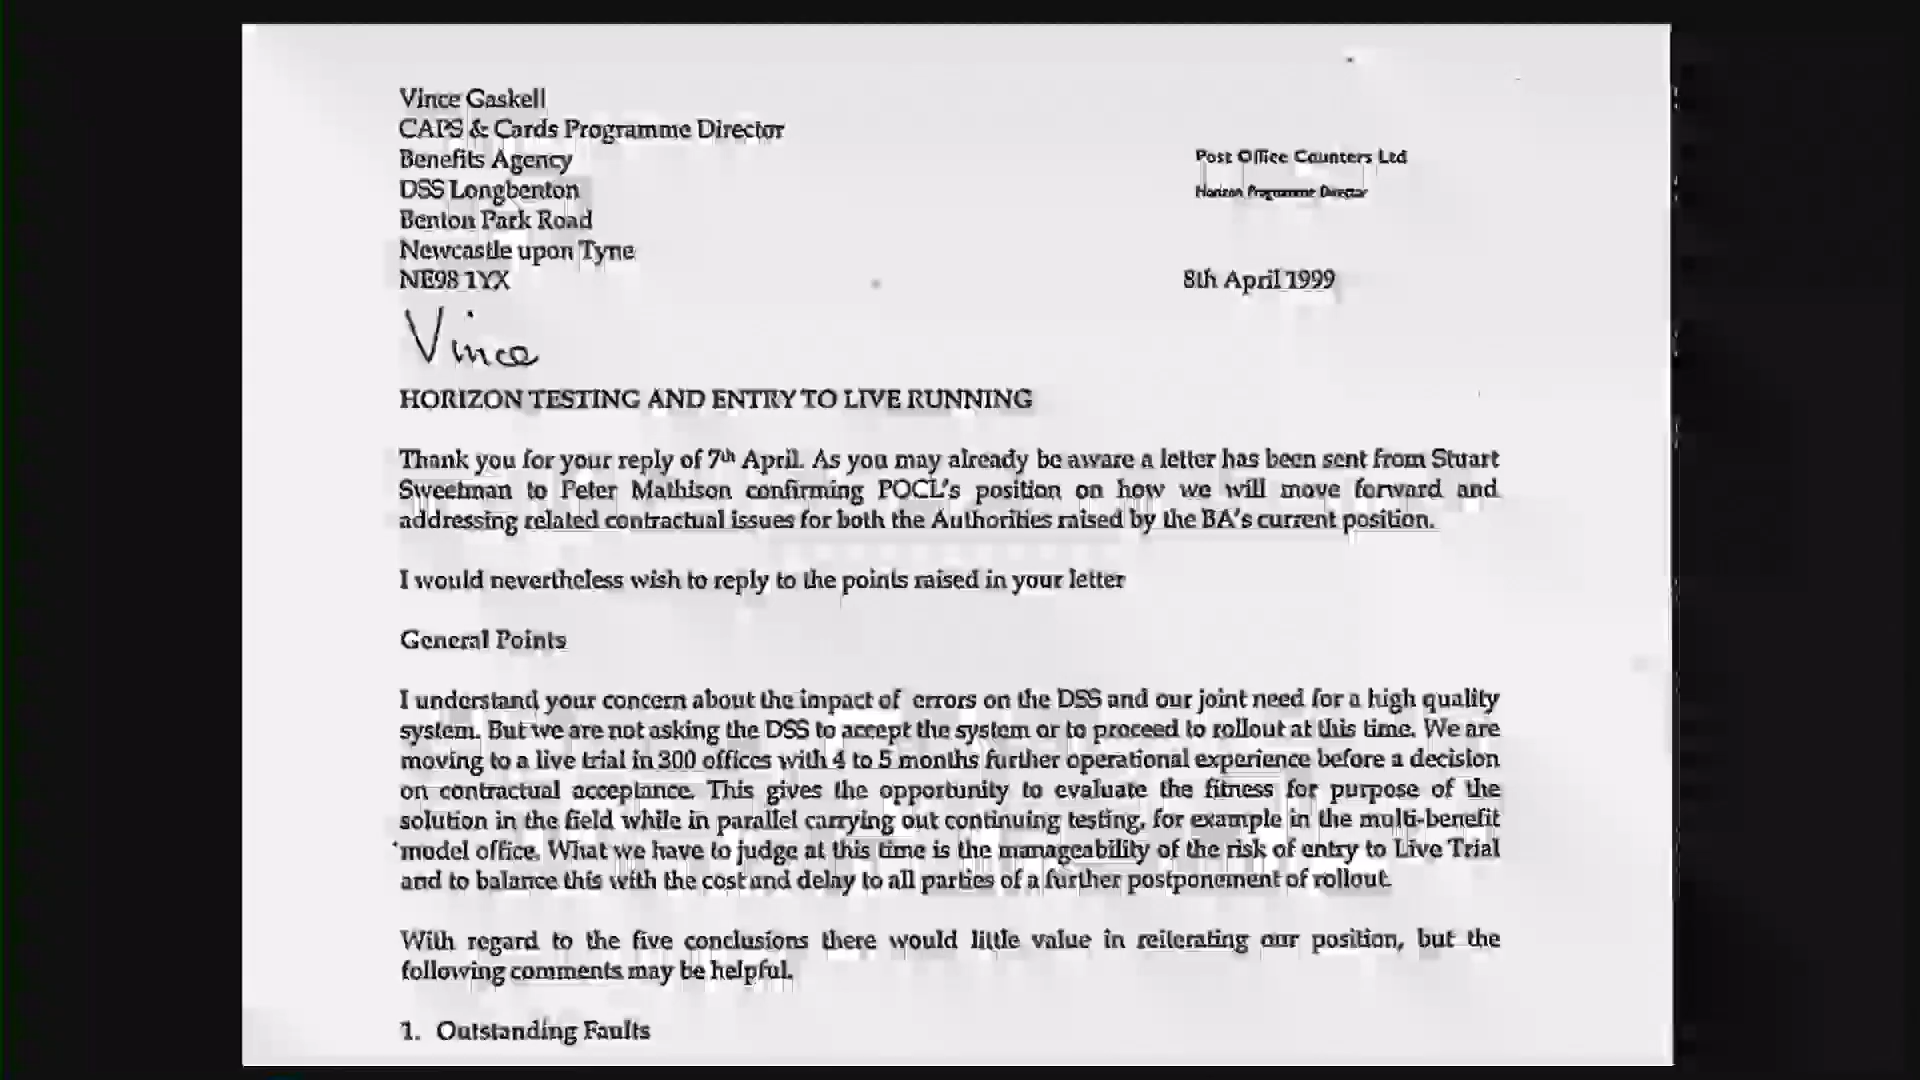 Vince Gaskell
CAPS & Cards Programme Director
Benefits Agency
DSS Longbenton
Benton Park Road
Newcastle upon Tyne
NE98 1YX
Post Office Counters Ltd
Horizon Programme Director
8th April 1999
Vince
HORIZON TESTING AND ENTRY TO LIVE RUNNING
Thank you for your reply of 7th April. As you may already be aware a letter has been sent from Stuart
Sweetman to Peter Mathison confirming POCL's position on how we will move forward and
addressing related contractual issues for both the Authorities raised by the BA's current position.
I would nevertheless wish to reply to the points raised in your letter
General Points
I understand your concern about the impact of errors on the DSS and our joint need for a high quality
system. But we are not asking the DSS to accept the system or to proceed to rollout at this time. We are
moving to a live trial in 300 offices with 4 to 5 months further operational experience before a decision
on contractual acceptance. This gives the opportunity to evaluate the fitness for purpose of the
solution in the field while in parallel carrying out continuing testing, for example in the multi-benefit
model office. What we have to judge at this time is the manageability of the risk of entry to Live Trial
and to balance this with the cost and delay to all parties of a further postponement of rollout.
With regard to the five conclusions there would little value in reiterating our position, but the
following comments may be helpful.
1. Outstanding Faults